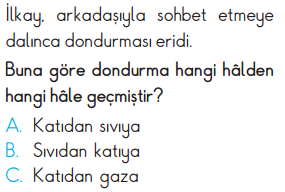 İlkay, arkadaşıyla sohbet etmeye
dalınca dondurması eridi.
Buna göre dondurma hangi hâlden
hangi hâle geçmiştir?
A. Katıdan sıvıya
B. Sıvıdan katıya
C. Katıdan gaza